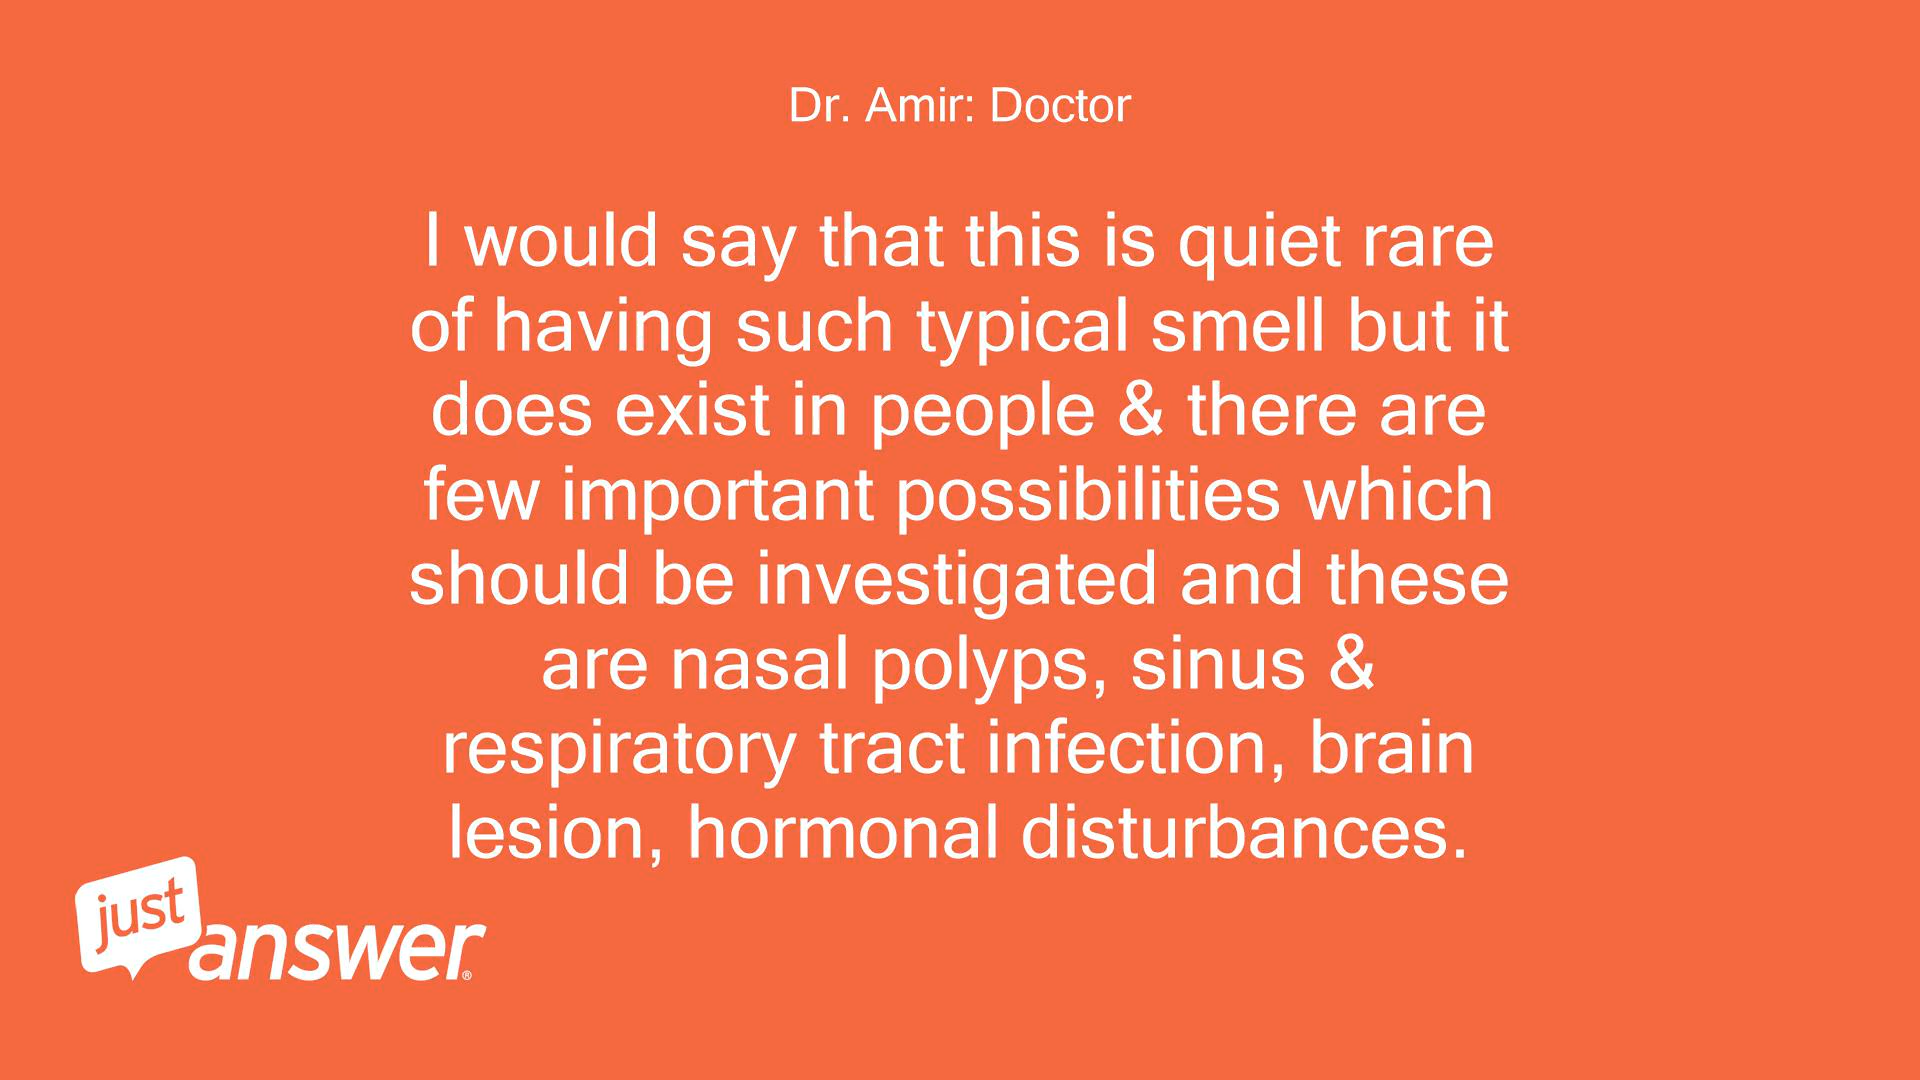 Dr. Amir: Doctor
I would say that this is quiet rare
of having such typical smell but it
does exist in people & there are
few important possibilities which
should be investigated and these
are nasal polyps, sinus &
respiratory tract infection, brain
lesion, hormonal disturbances.
just
answer®